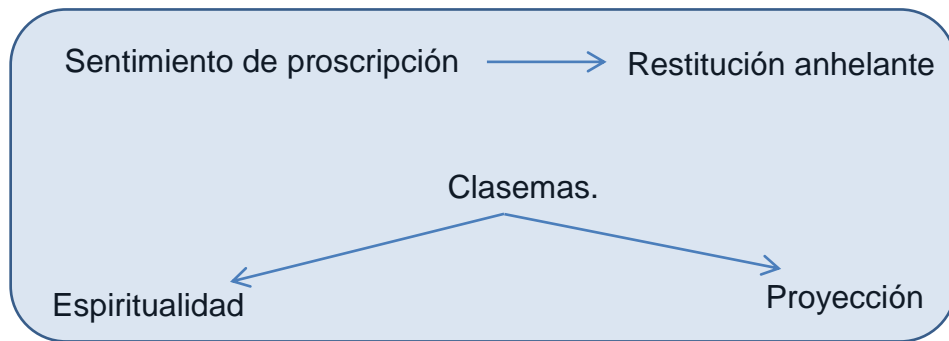 Sentimiento de proscripción
Restitución anhelante
Clasemas.
Espiritualidad
Proyección